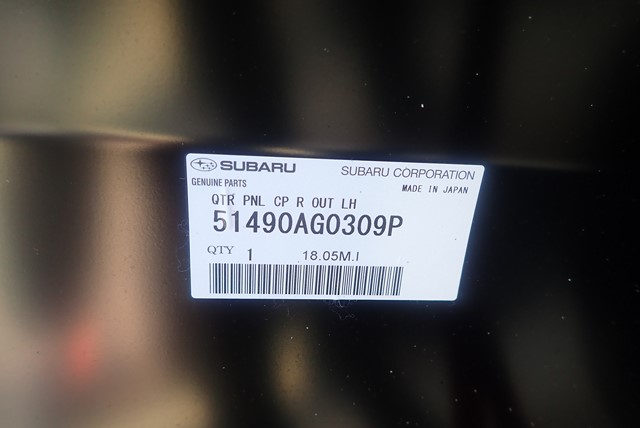 SUBARU SUBARU CORPORATION
GENUINE PARTS MADE IN JAPAN
QTR PNL CP R OUT LH
51490AG0309P
QTY 1 18.05M.I